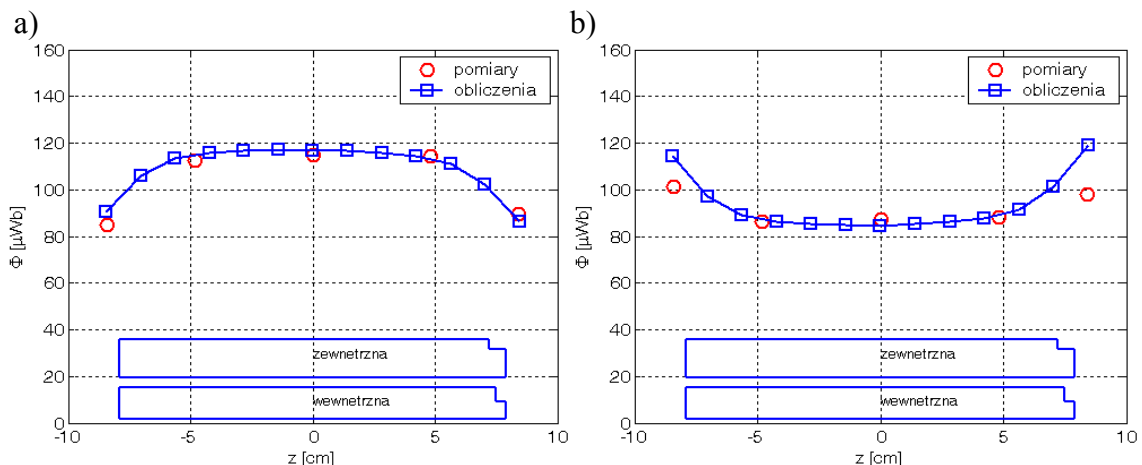 a)
160
140
120
100
80
60
40
20
0
Φ [µWb]
pomiary
obliczenia
zewnetrzna
wewnetrzna
-10
-5
0
5
10
z [cm]
b)
160
140
120
100
80
60
40
20
0
Φ [µWb]
pomiary
obliczenia
zewnetrzna
wewnetrzna
-10
-5
0
5
10
z [cm]